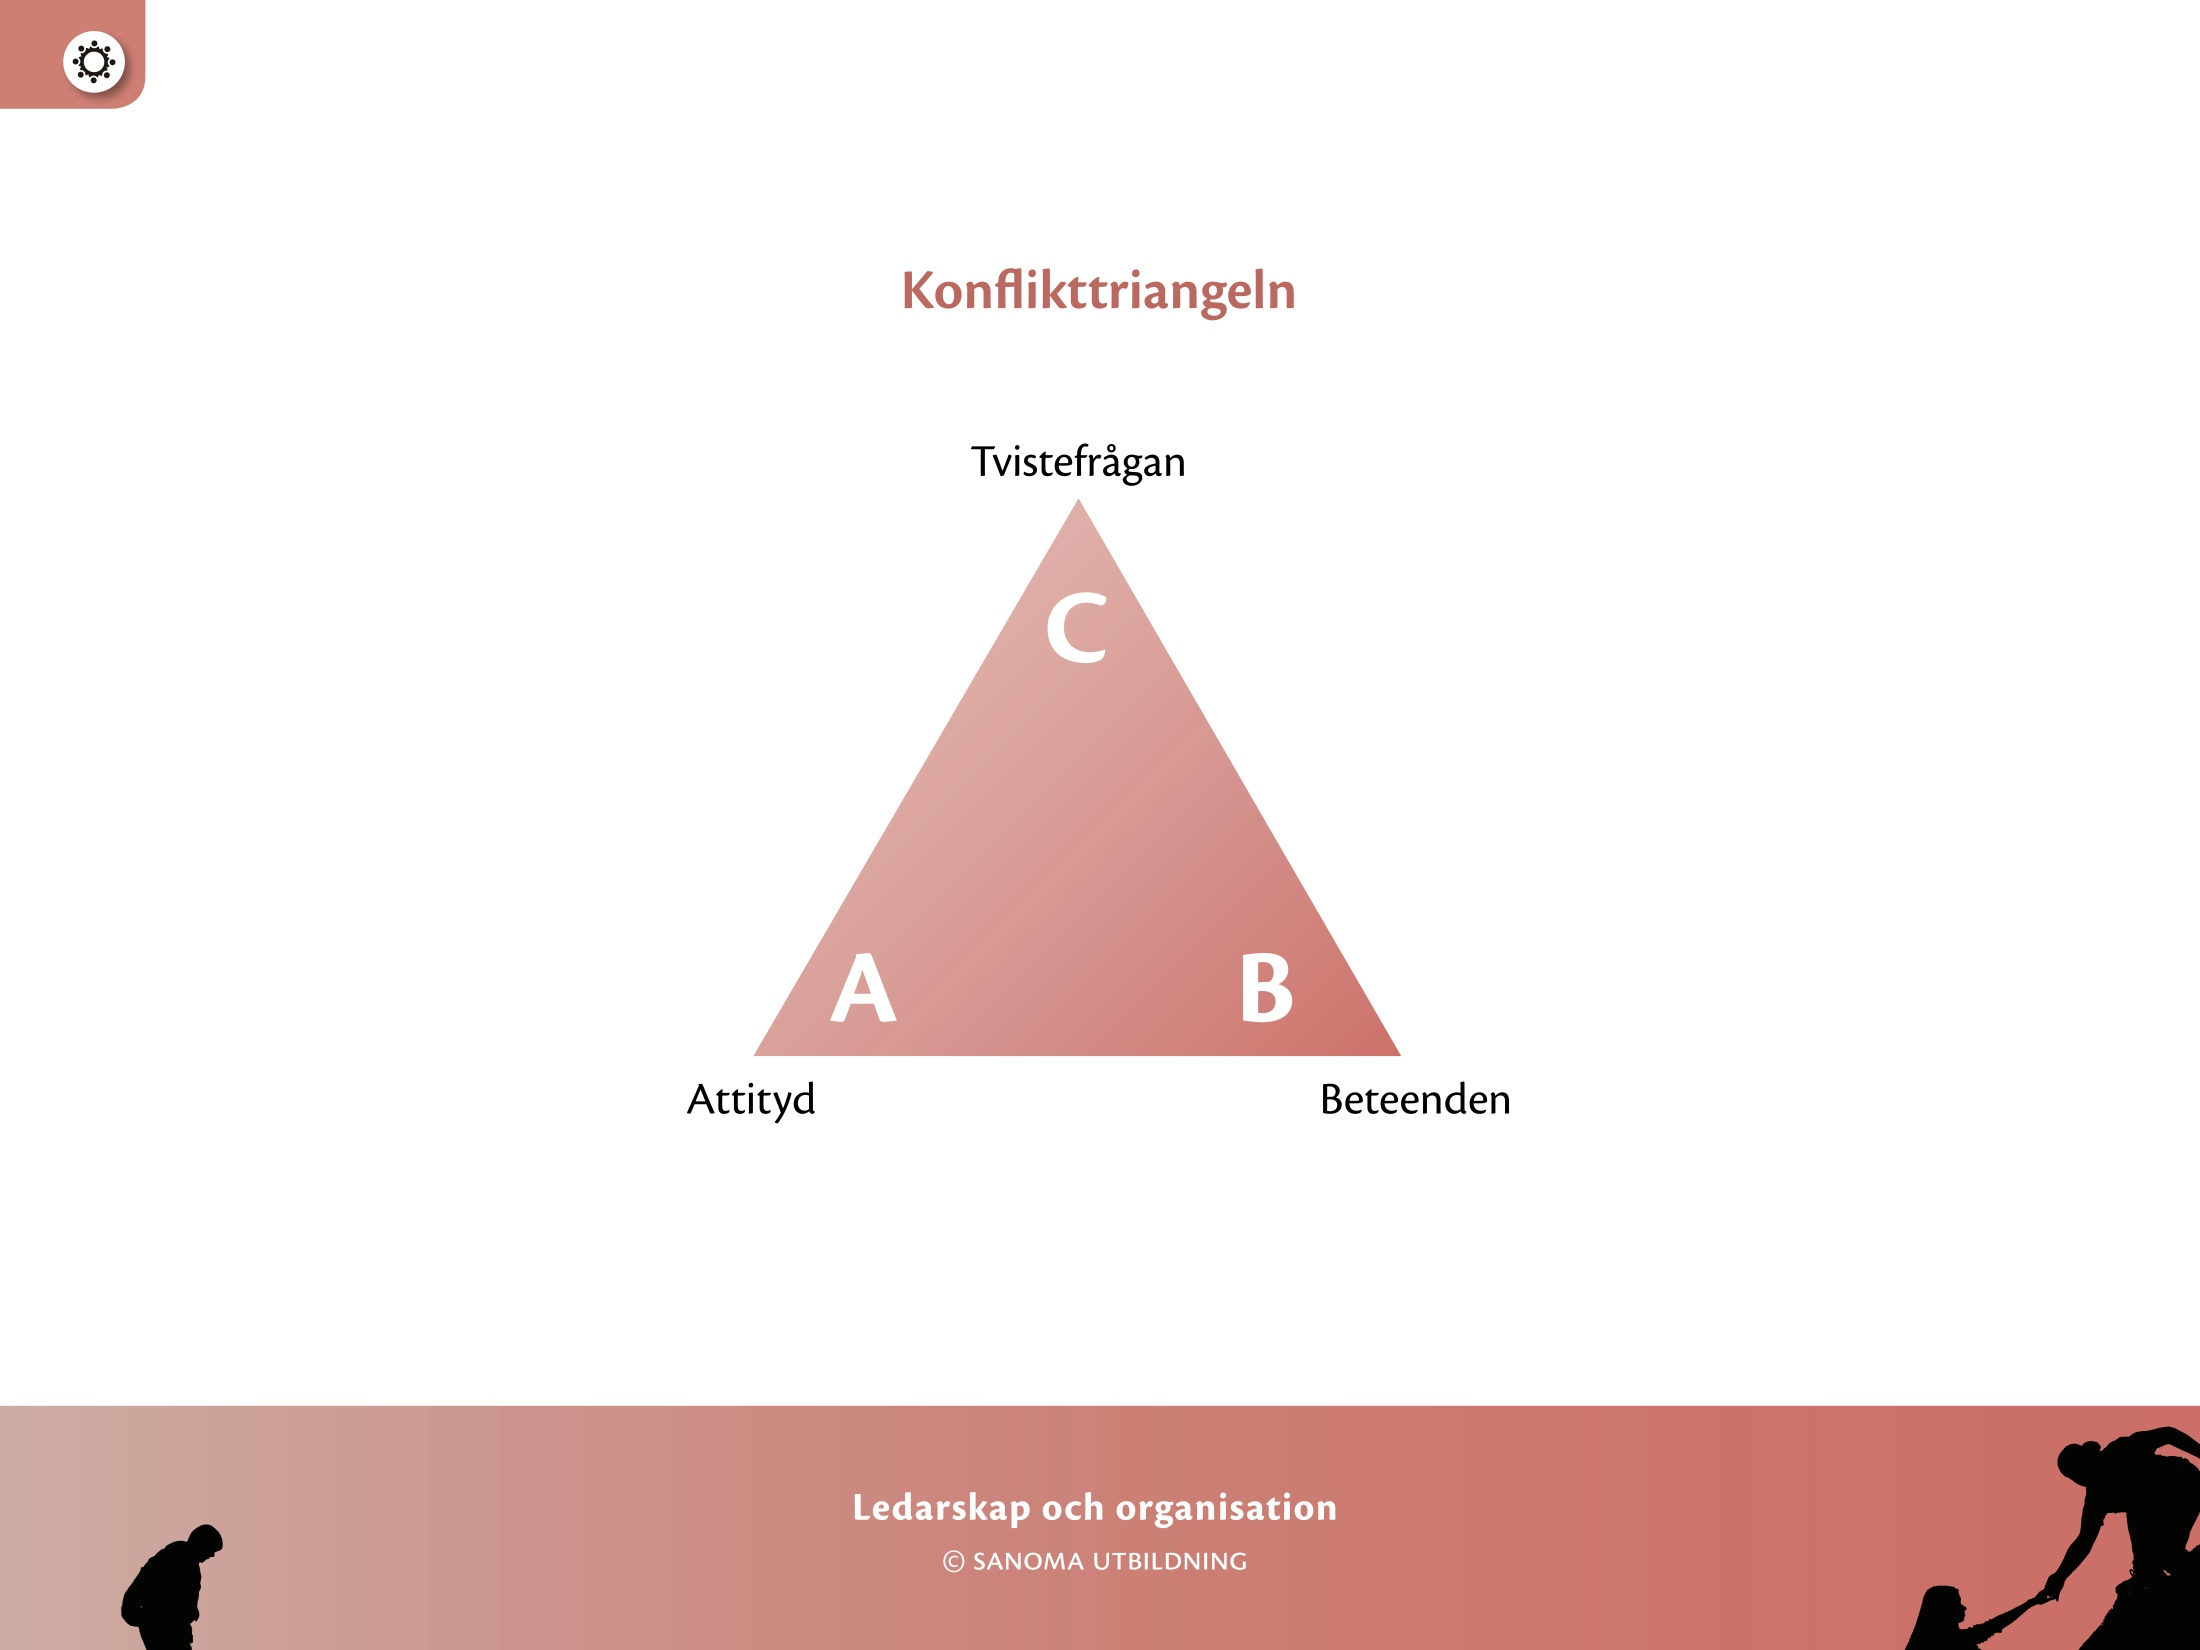 Konflikttriangeln
Tvistefrågan
C
A
B
Attityd
Beteenden
Ledarskap och organisation
© SANOMA UTBILDNING